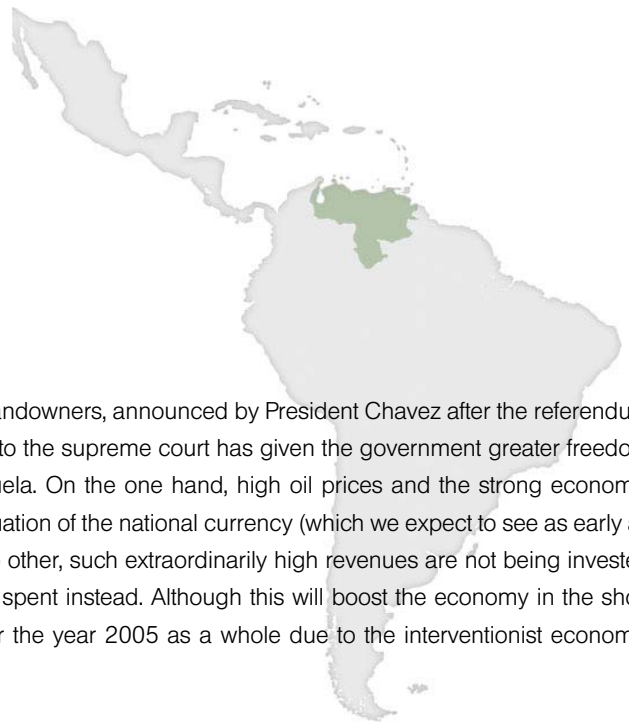 andowners, announced by President Chavez after the referendu
to the supreme court has given the government greater freedo
uela. On the one hand, high oil prices and the strong econom
uation of the national currency (which we expect to see as early a
other, such extraordinarily high revenues are not being investe
spent instead. Although this will boost the economy in the sho
r the year 2005 as a whole due to the interventionist econom